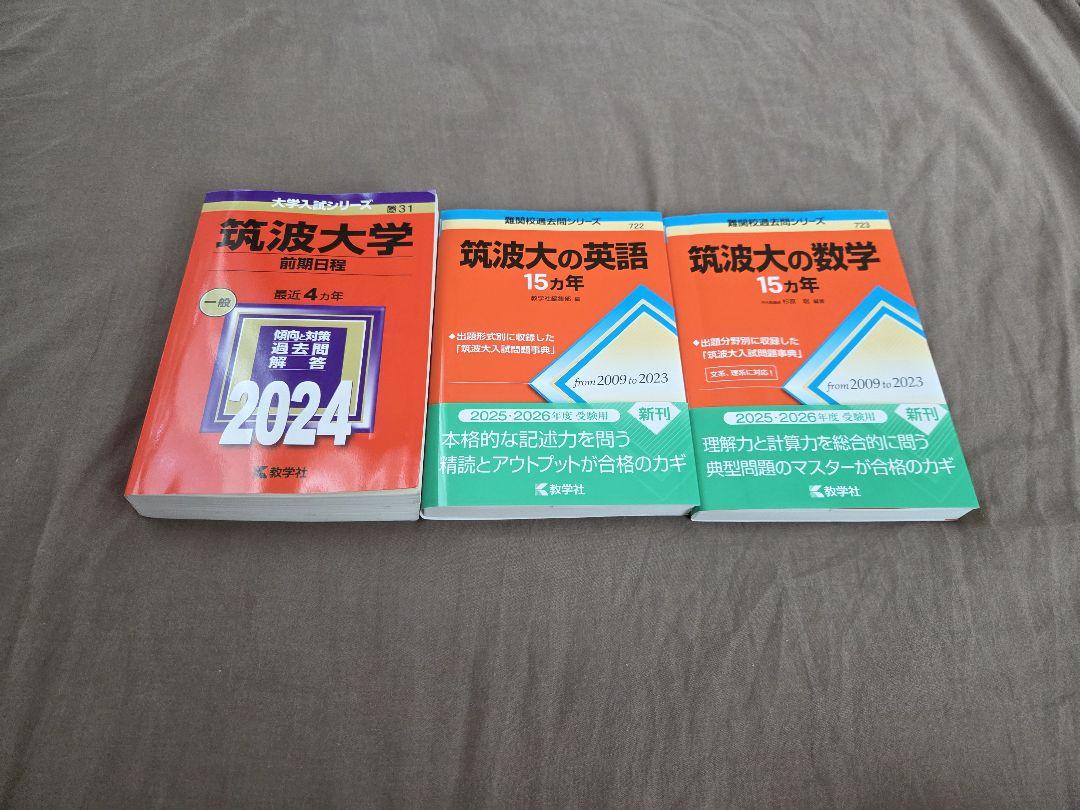 大学入試シリーズ
31
筑波大学
前期日程
最近4ヵ年
一般
傾向と対策
過去問
解答
2024
教学社
難関校過去問シリーズ
722
筑波大の英語
15ヵ年
教学社編集部 編
◆出題形式別に収録した
「筑波大入試問題事典」
from 2009 to 2023
2025・2026年度 受験用
新刊
本格的な記述力を問う
精読とアウトプットが合格のカギ
教学社
難関校過去問シリーズ
723
筑波大の数学
15ヵ年
編著
◆出題分野別に収録した
「筑波大入試問題事典」
文系、理系に対応!
from 2009 to 2023
2025・2026年度 受験用
新刊
理解力と計算力を総合的に問う
典型問題のマスターが合格のカギ
教学社